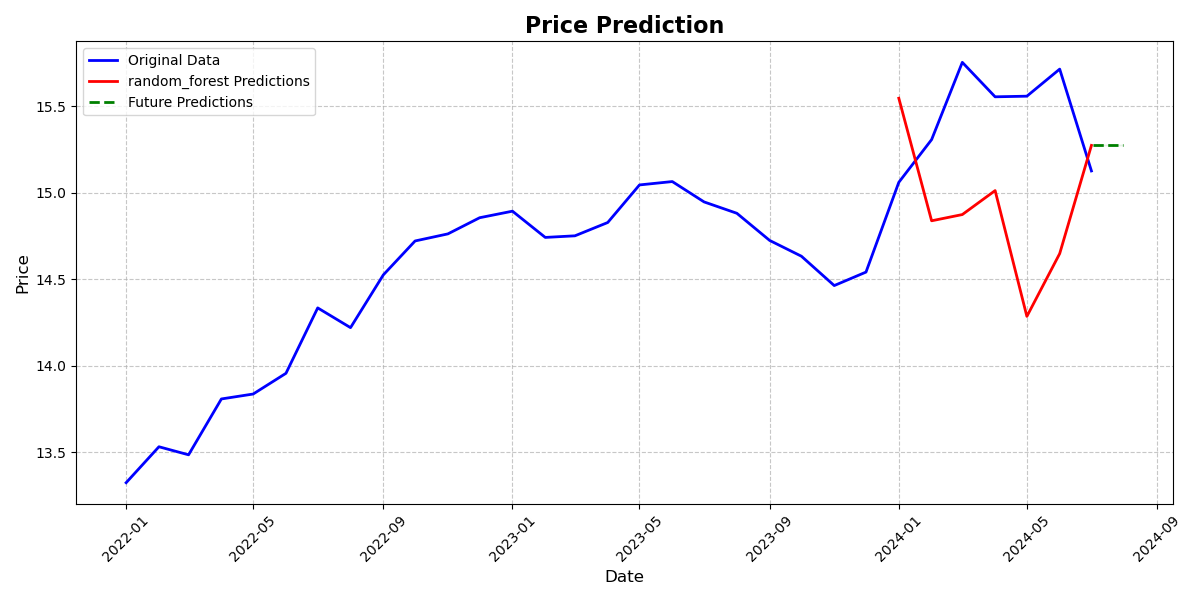 Price Prediction
Original Data
random_forest Predictions
Future Predictions
15.5
15.0
14.5
14.0
13.5
Price
2022-01
2022-05
2022-09
2023-01
2023-05
2023-09
2024-01
2024-05
2024-09
Date